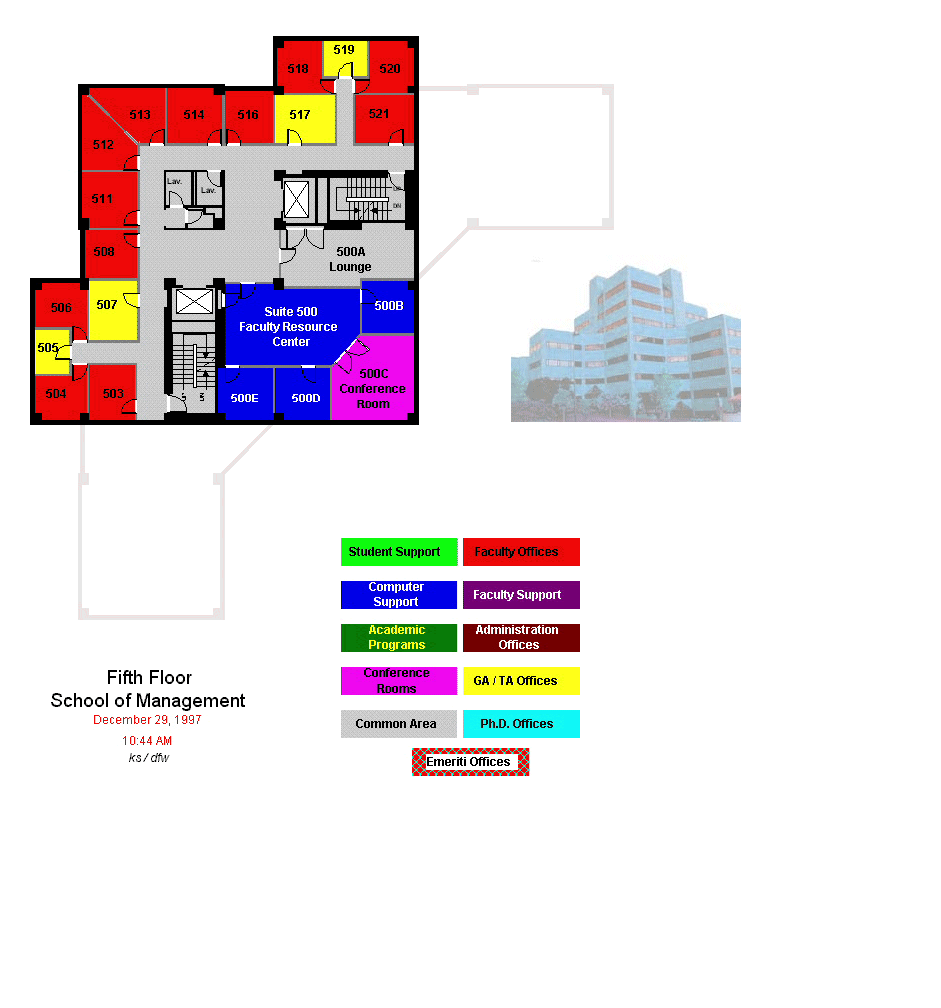 519
518
520
513
514
516
517
521
512
Lav.
Lav.
511
UP
DN
508
500A
Lounge
506
507
500B
Suite 500
Faculty Resource
Center
505
500C
Conference
Room
504
503
500E
500D
Student Support
Faculty Offices
Computer
Support
Faculty Support
Academic
Programs
Administration
Offices
Conference
Rooms
GA / TA Offices
Common Area
Ph.D. Offices
Emeriti Offices
Fifth Floor
School of Management
December 29, 1997
10:44 AM
ks / dfw